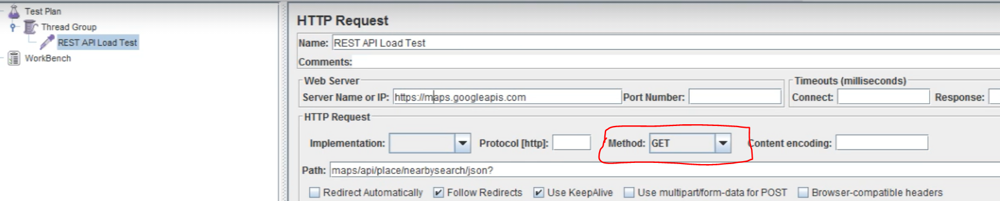 Test Plan
Thread Group
REST API Load Test
WorkBench
HTTP Request
Name: REST API Load Test
Comments:
Web Server
Timeouts (milliseconds)
Server Name or IP: https://maps.googleapis.com Port Number:
Connect: Response:
HTTP Request
Implementation: Protocol [http]: Method: GET Content encoding:
Path: maps/api/place/nearbysearch/json?
Redirect Automatically Follow Redirects Use KeepAlive Use multipart/form-data for POST Browser-compatible headers